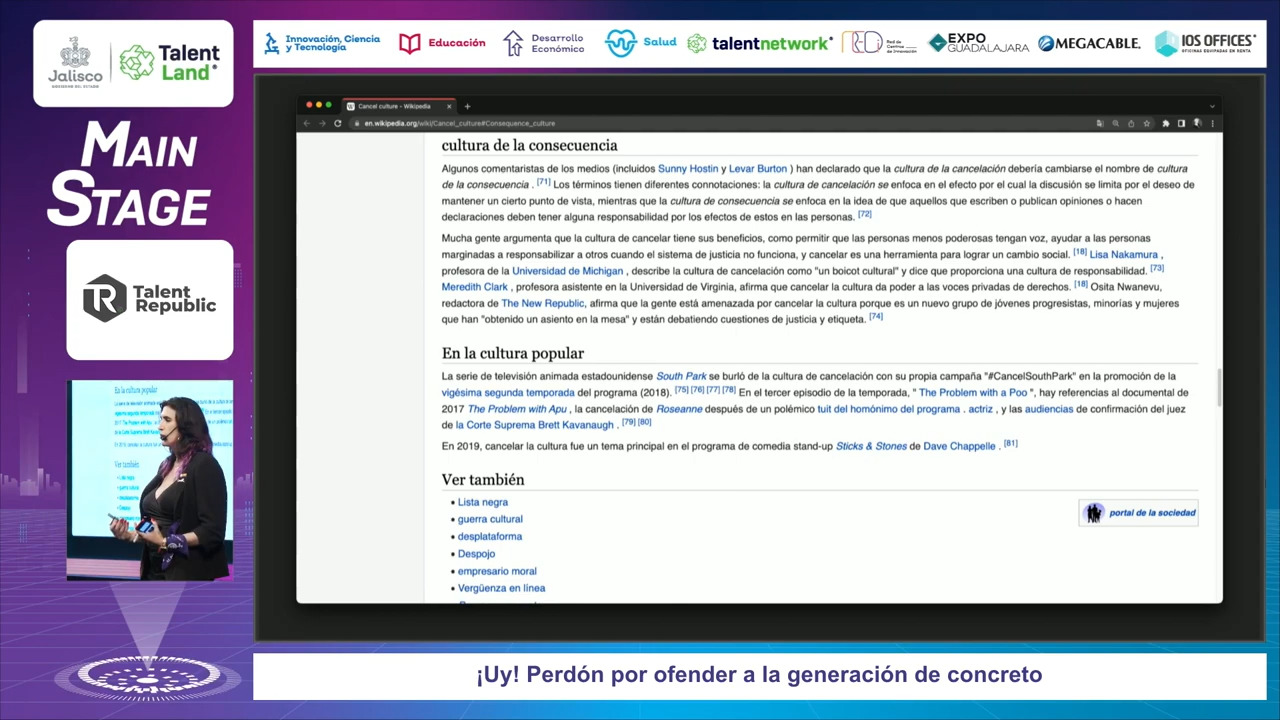 Jalisco
GOBIERNO DEL ESTADO
Talent
Land
Innovación, Ciencia
y Tecnología
Educación
Desarrollo
Económico
Salud
talentnetwork
RED
Red de
Centros
de Innovación
EXPO
GUADALAJARA
MEGACABLE.
IOS OFFICES
OFICINAS EQUIPADAS EN RENTA
MAIN
STAGE
Talent
Republic
Cancel culture - Wikipedia
en.wikipedia.org/wiki/Cancel_culture#Consequence_culture
cultura de la consecuencia
Algunos comentaristas de los medios (incluidos Sunny Hostin y Levar Burton ) han declarado que la cultura de la cancelación debería cambiarse el nombre de cultura
de la consecuencia . [71] Los términos tienen diferentes connotaciones: la cultura de cancelación se enfoca en el efecto por el cual la discusión se limita por el deseo de
mantener un cierto punto de vista, mientras que la cultura de consecuencia se enfoca en la idea de que aquellos que escriben o publican opiniones o hacen
declaraciones deben tener alguna responsabilidad por los efectos de estos en las personas. [72]
Mucha gente argumenta que la cultura de cancelar tiene sus beneficios, como permitir que las personas menos poderosas tengan voz, ayudar a las personas
marginadas a responsabilizar a otros cuando el sistema de justicia no funciona, y cancelar es una herramienta para lograr un cambio social. [18] Lisa Nakamura ,
profesora de la Universidad de Michigan , describe la cultura de cancelación como "un boicot cultural" y dice que proporciona una cultura de responsabilidad. [73]
Meredith Clark , profesora asistente en la Universidad de Virginia, afirma que cancelar la cultura da poder a las voces privadas de derechos. [18] Osita Nwanevu,
redactora de The New Republic, afirma que la gente está amenazada por cancelar la cultura porque es un nuevo grupo de jóvenes progresistas, minorías y mujeres
que han "obtenido un asiento en la mesa" y están debatiendo cuestiones de justicia y etiqueta. [74]
En la cultura popular
La serie de televisión animada estadounidense South Park se burló de la cultura de cancelación con su propia campaña "#CancelSouthPark" en la promoción de la
vigésima segunda temporada del programa (2018). [75] [76] [77] [78] En el tercer episodio de la temporada, " The Problem with a Poo ", hay referencias al documental de
2017 The Problem with Apu , la cancelación de Roseanne después de un polémico tuit del homónimo del programa . actriz , y las audiencias de confirmación del juez
de la Corte Suprema Brett Kavanaugh . [79] [80]
En 2019, cancelar la cultura fue un tema principal en el programa de comedia stand-up Sticks & Stones de Dave Chappelle . [81]
Ver también
• Lista negra
• guerra cultural
• desplataforma
• Despojo
• empresario moral
• Vergüenza en línea
portal de la sociedad
En la cultura popular
Ver también
¡Uy! Perdón por ofender a la generación de concreto